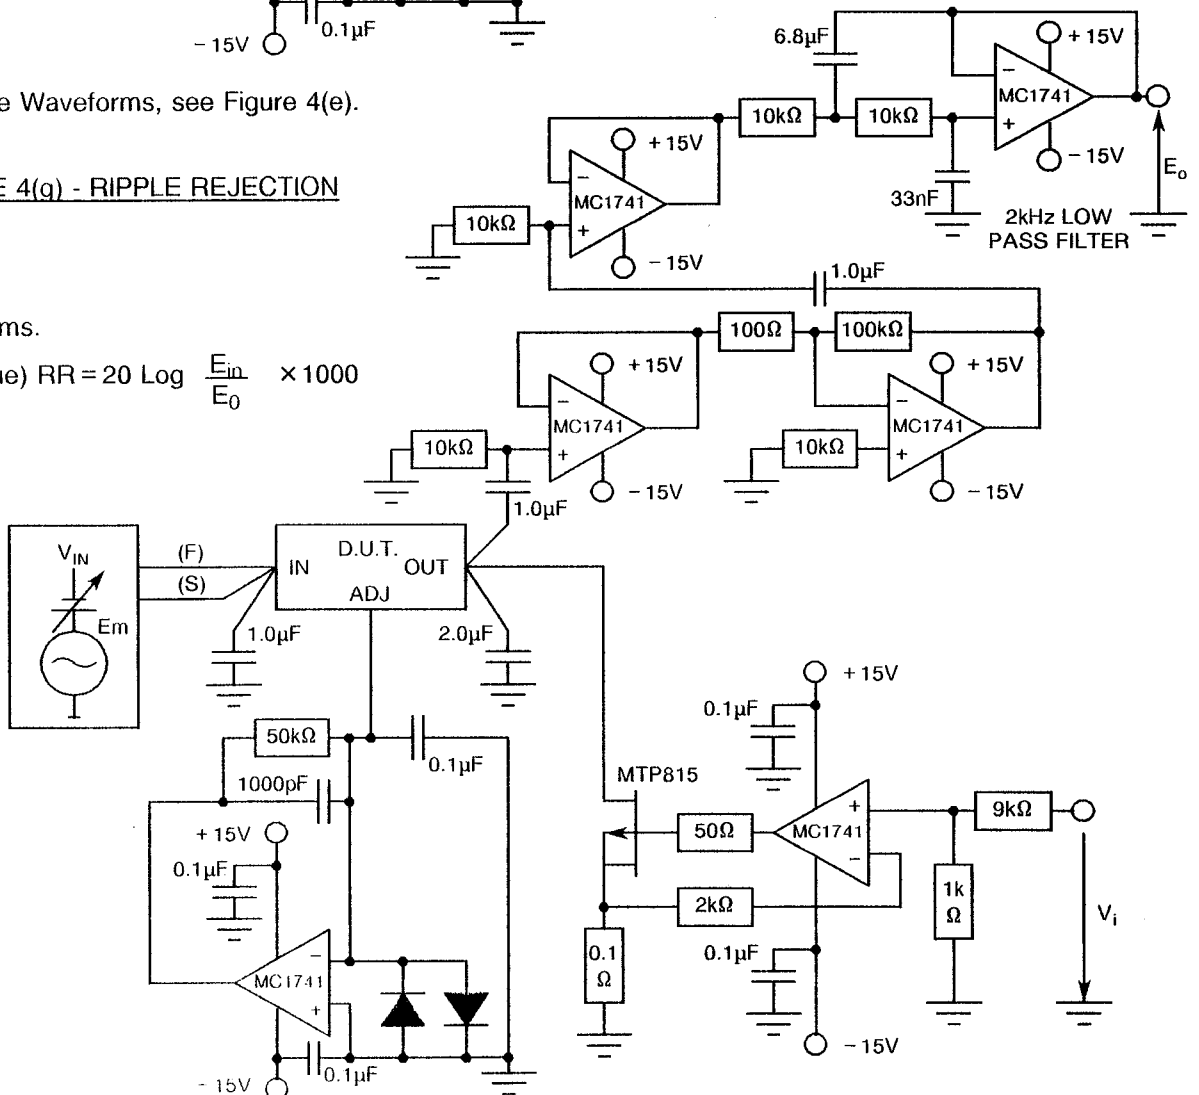 0.1µF
− 15V
6.8µF
+ 15V
e Waveforms, see Figure 4(e).
10kΩ
10kΩ
−
MC1741
+
+ 15V
− 15V
Eo
E 4(g) - RIPPLE REJECTION
−
MC1741
10kΩ
+
33nF
2kHz LOW
PASS FILTER
− 15V
1.0µF
ms.
100Ω
100kΩ
ue) RR = 20 Log Ein / E0 × 1000
+ 15V
+ 15V
−
MC1741
−
MC1741
10kΩ
+
10kΩ
+
− 15V
− 15V
1.0µF
VIN
(F)
(S)
Em
IN
D.U.T.
OUT
ADJ
1.0µF
2.0µF
+ 15V
0.1µF
50kΩ
0.1µF
1000pF
MTP815
+ 15V
50Ω
+
MC1741
−
9kΩ
0.1µF
2kΩ
1k
Ω
Vi
0.1
Ω
0.1µF
−
MC1741
+
− 15V
0.1µF
− 15V